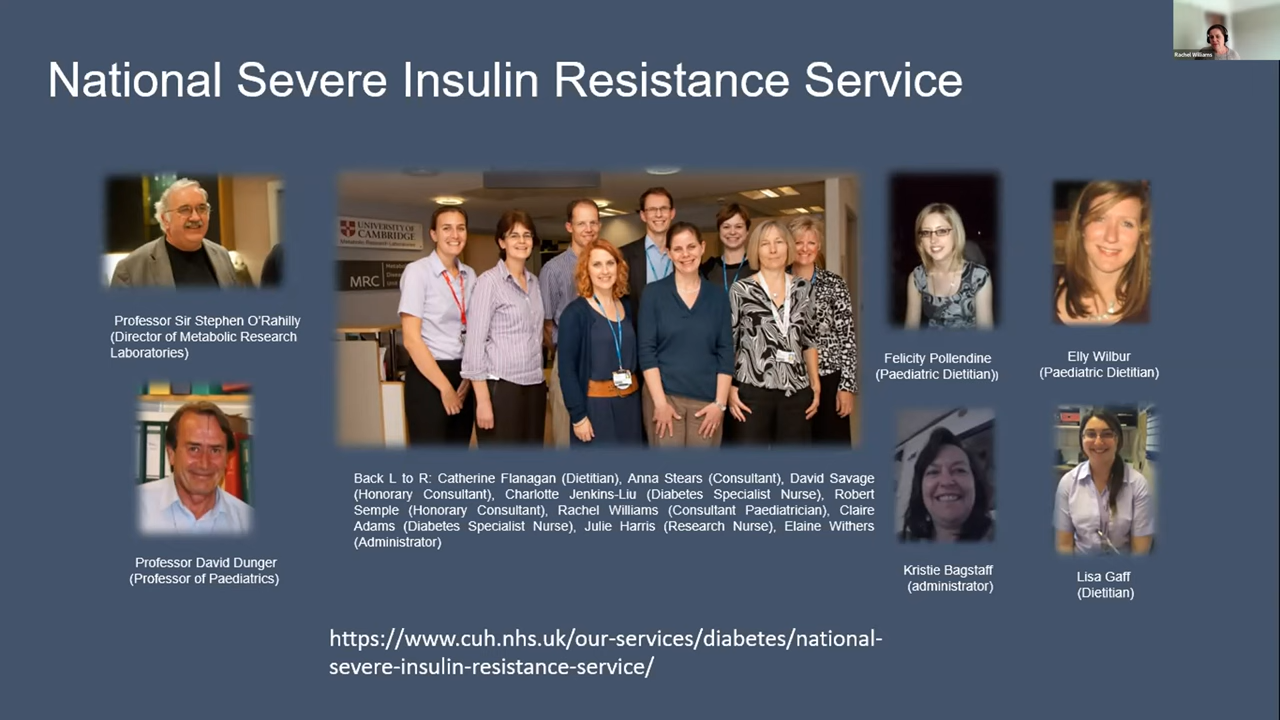 Rachel Williams
National Severe Insulin Resistance Service
UNIVERSITY OF
CAMBRIDGE
Metabolic Research Laboratories
MRC
Professor Sir Stephen O'Rahilly
(Director of Metabolic Research
Laboratories)
Felicity Pollendine
(Paediatric Dietitian))
Elly Wilbur
(Paediatric Dietitian)
Back L to R: Catherine Flanagan (Dietitian), Anna Stears (Consultant), David Savage
(Honorary Consultant), Charlotte Jenkins-Liu (Diabetes Specialist Nurse), Robert
Semple (Honorary Consultant), Rachel Williams (Consultant Paediatrician), Claire
Adams (Diabetes Specialist Nurse), Julie Harris (Research Nurse), Elaine Withers
(Administrator)
Professor David Dunger
(Professor of Paediatrics)
Kristie Bagstaff
(administrator)
Lisa Gaff
(Dietitian)
https://www.cuh.nhs.uk/our-services/diabetes/national-
severe-insulin-resistance-service/